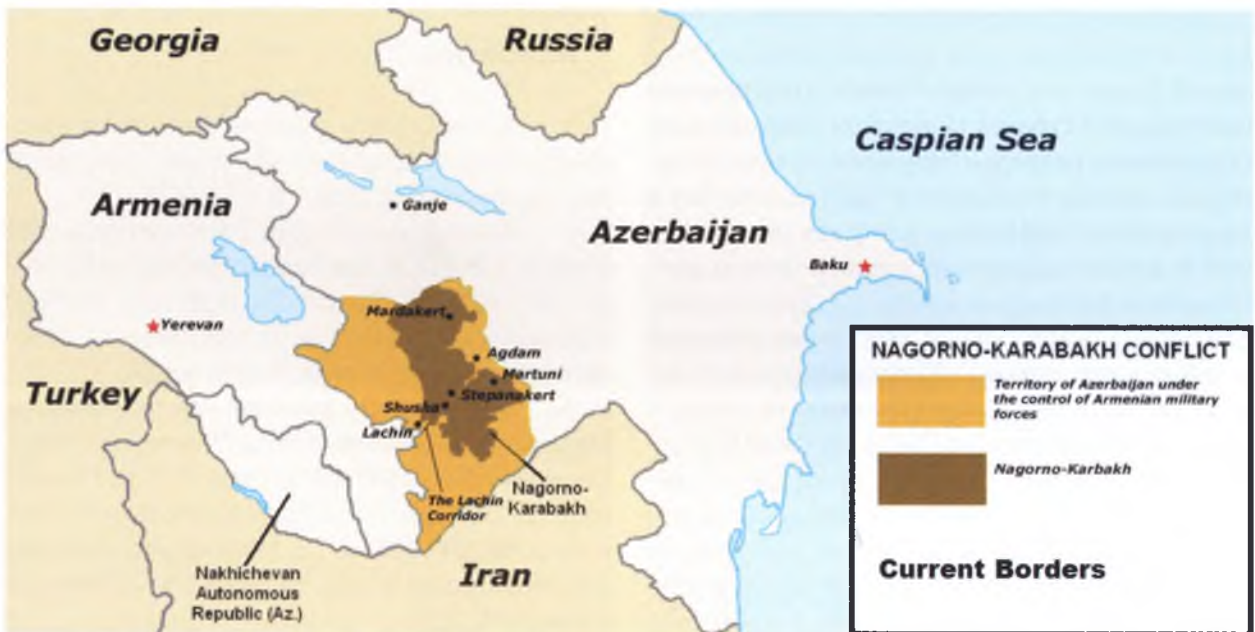 Georgia
Russia
Caspian Sea
Armenia
Ganje
Azerbaijan
Baku
Yerevan
Mardakert
Agdam
Martuni
Turkey
Stepanakert
Shusha
Lachin
The Lachin
Corridor
Nagorno-
Karabakh
Nakhichevan
Autonomous
Republic (Az.)
Iran
NAGORNO-KARABAKH CONFLICT
Territory of Azerbaijan under
the control of Armenian military
forces
Nagorno-Karbakh
Current Borders